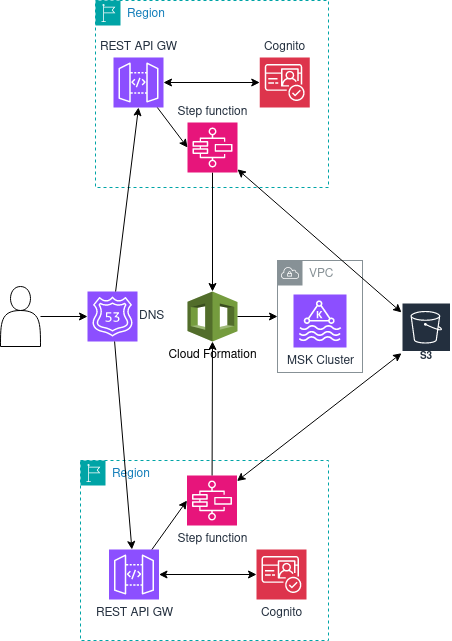 Region
REST API GW
Cognito
Step function
VPC
K
53
DNS
MSK Cluster
Cloud Formation
S3
Region
Step function
REST API GW
Cognito